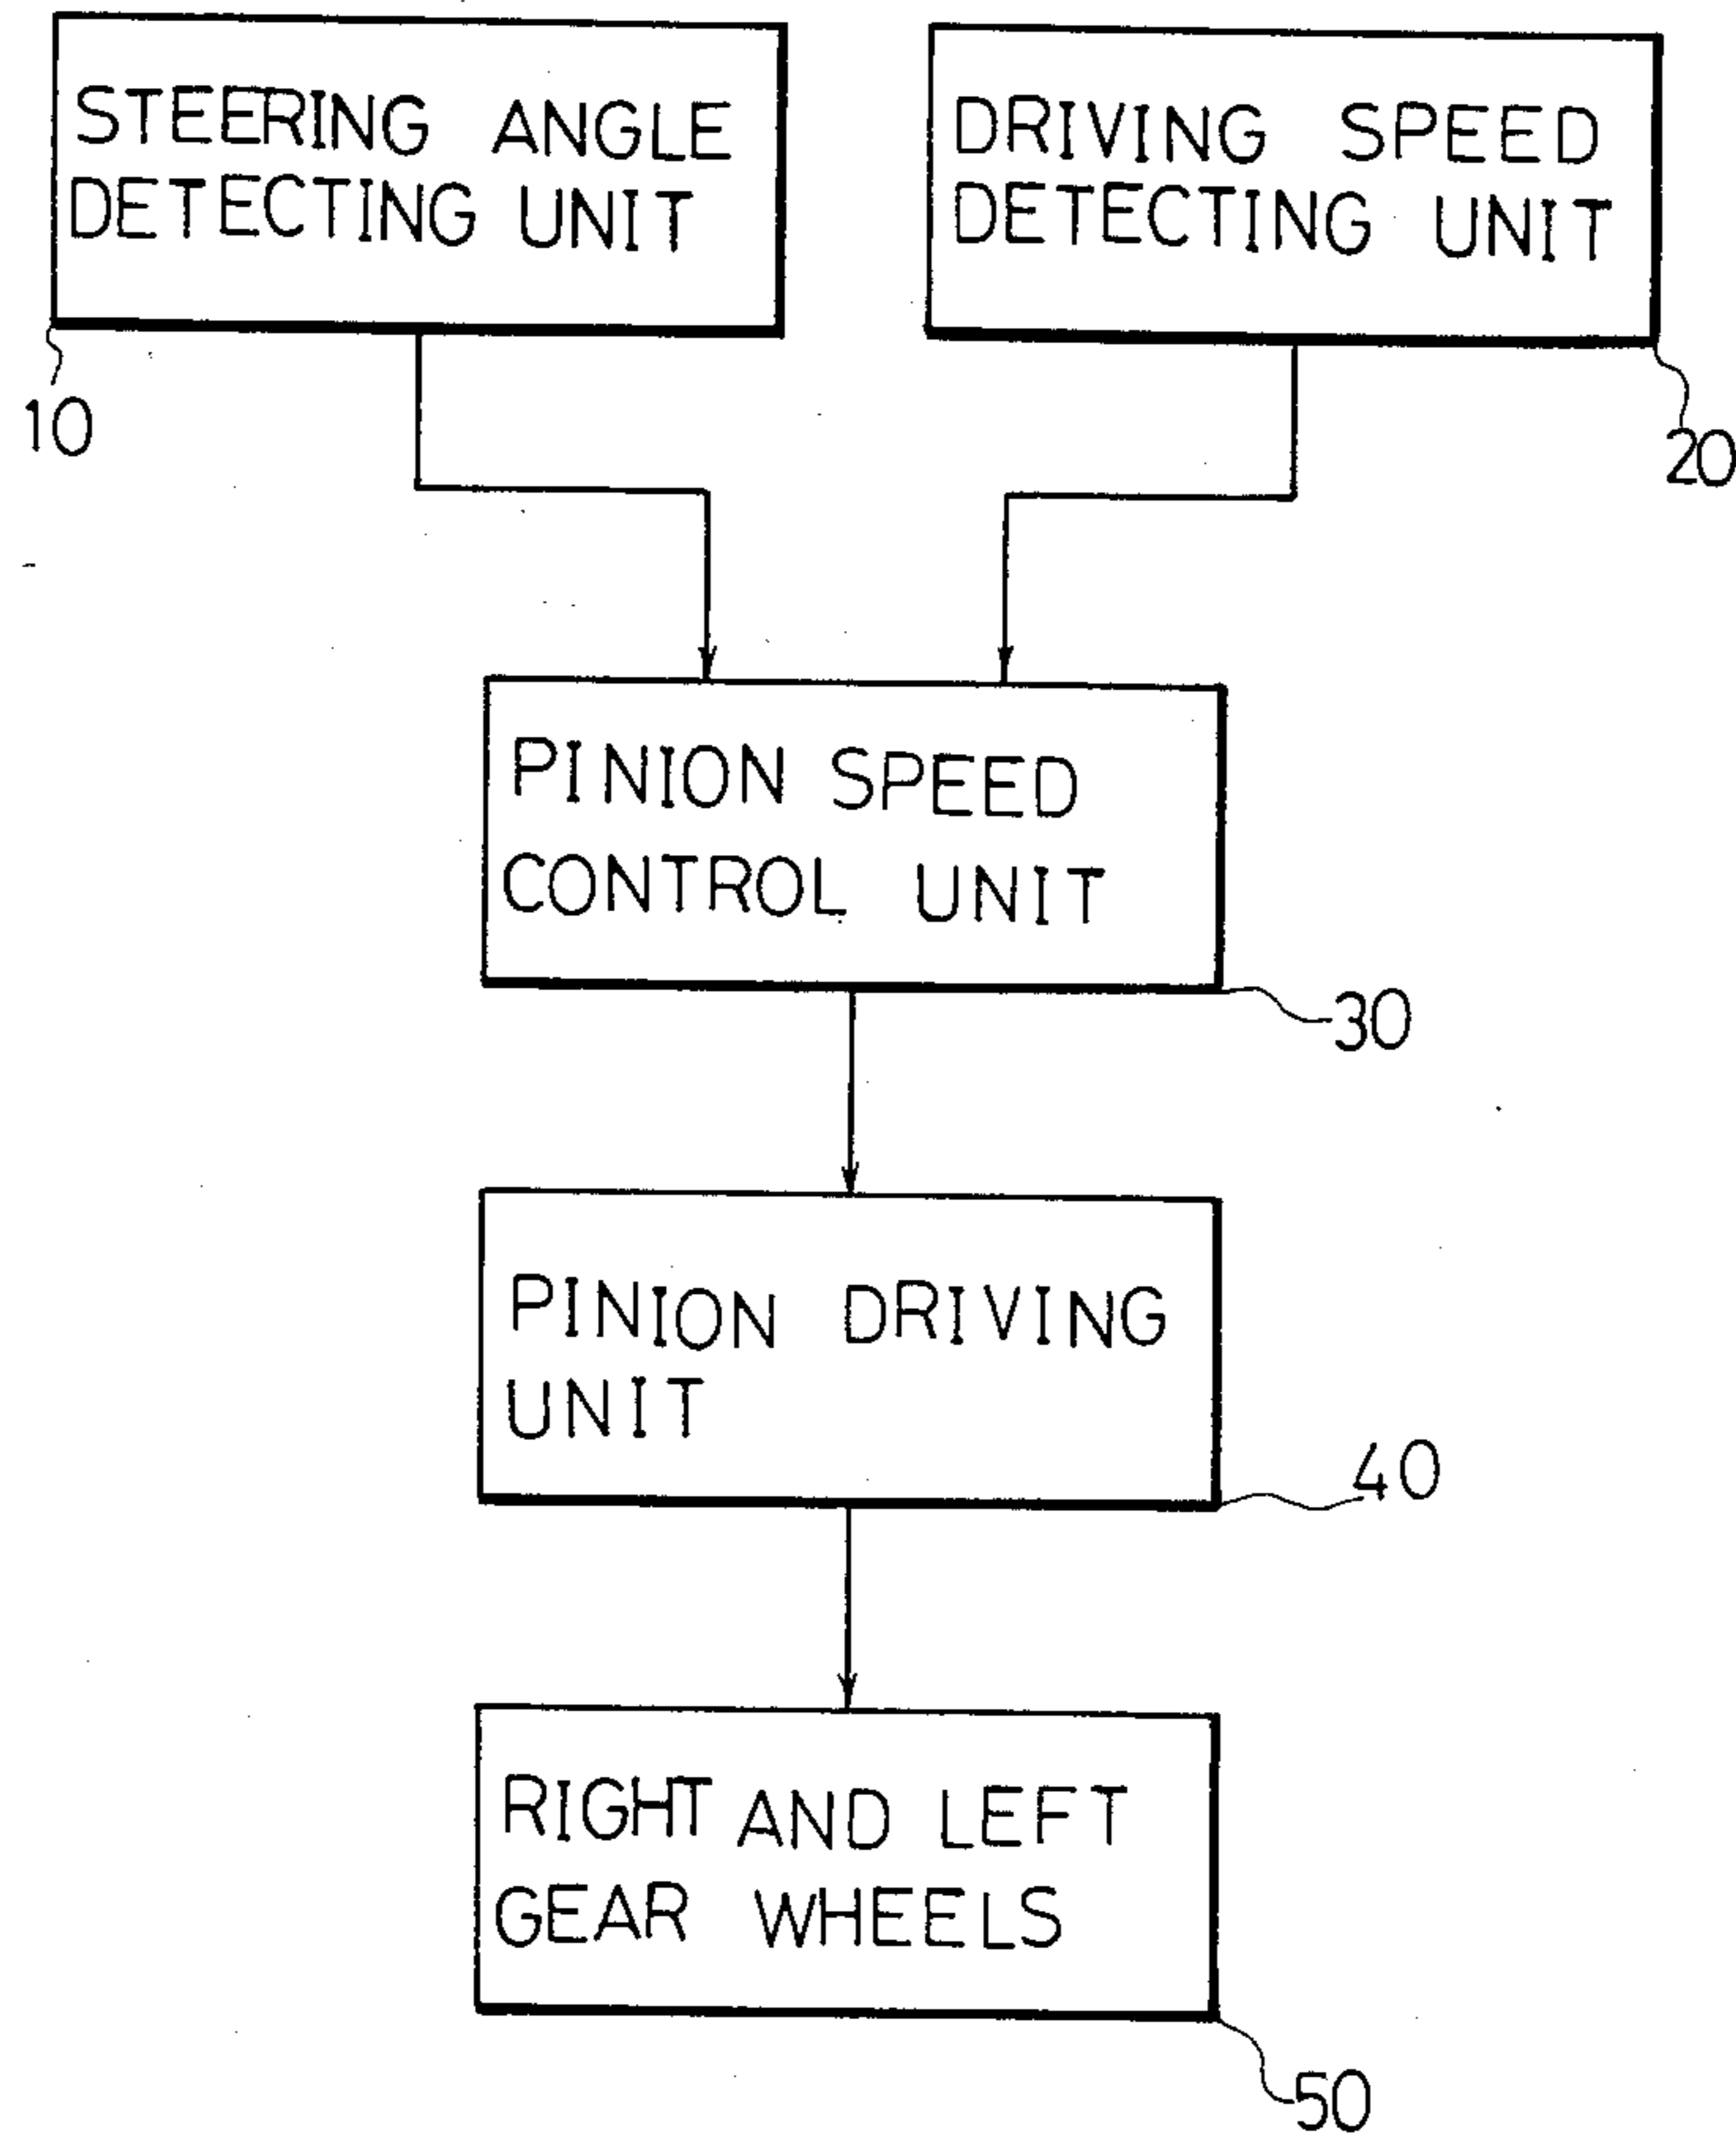 STEERING ANGLE
DETECTING UNIT
10
DRIVING SPEED
DETECTING UNIT
20
PINION SPEED
CONTROL UNIT
30
PINION DRIVING
UNIT
40
RIGHT AND LEFT
GEAR WHEELS
50